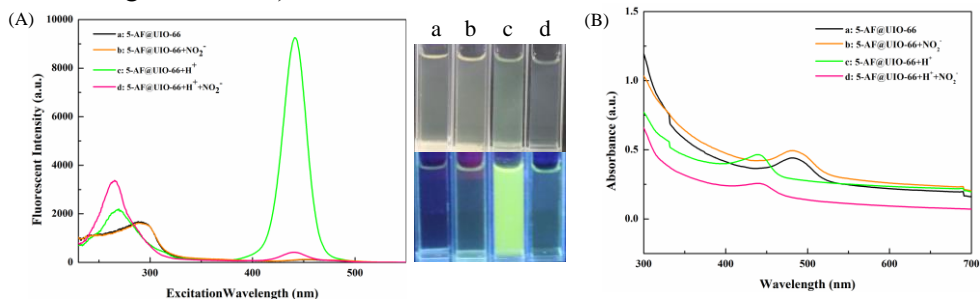 (A)
10000
8000
6000
4000
2000
0
300
400
500
Fluorescent Intensity (a.u.)
ExcitationWavelength (nm)
a: 5-AF@UIO-66
b: 5-AF@UIO-66+NO₂⁻
c: 5-AF@UIO-66+H⁺
d: 5-AF@UIO-66+H⁺+NO₂⁻
a b c d
(B)
1.5
1.0
0.5
0.0
300
400
500
600
700
Absorbance (a.u.)
Wavelength (nm)
a: 5-AF@UIO-66
b: 5-AF@UIO-66+NO₂⁻
c: 5-AF@UIO-66+H⁺
d: 5-AF@UIO-66+H⁺+NO₂⁻